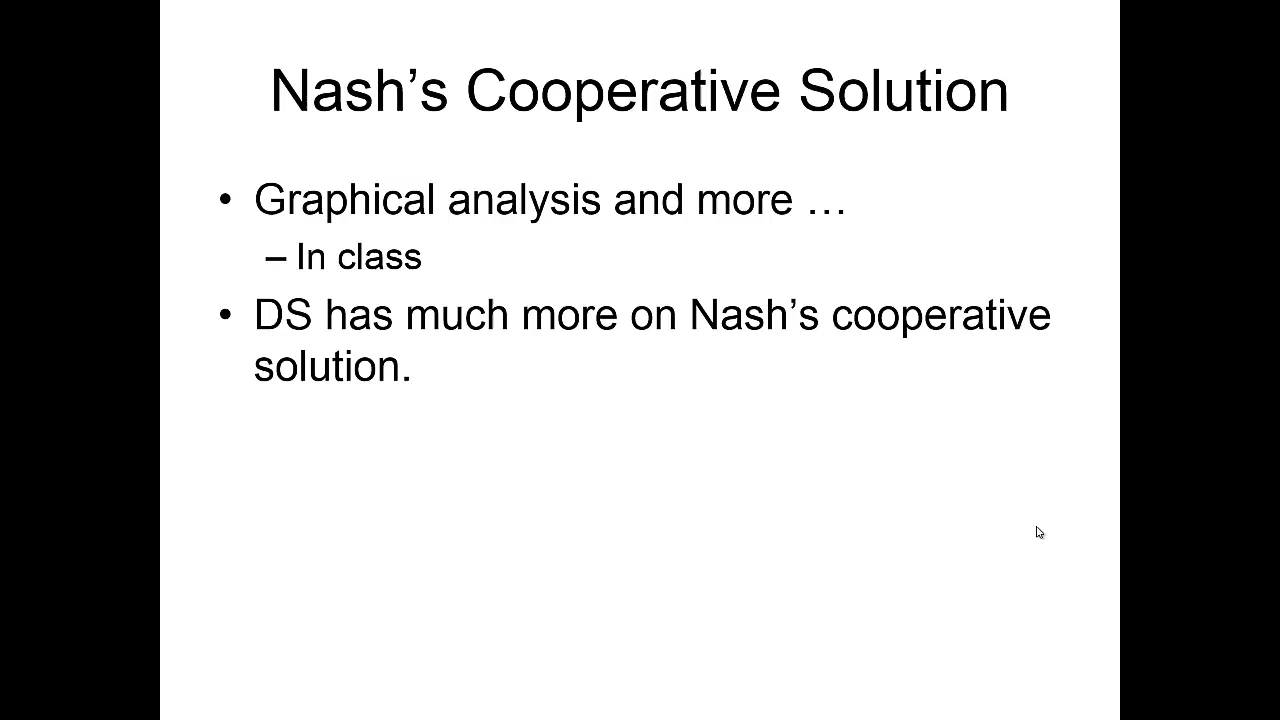 Nash’s Cooperative Solution
• Graphical analysis and more …
– In class
• DS has much more on Nash’s cooperative
solution.